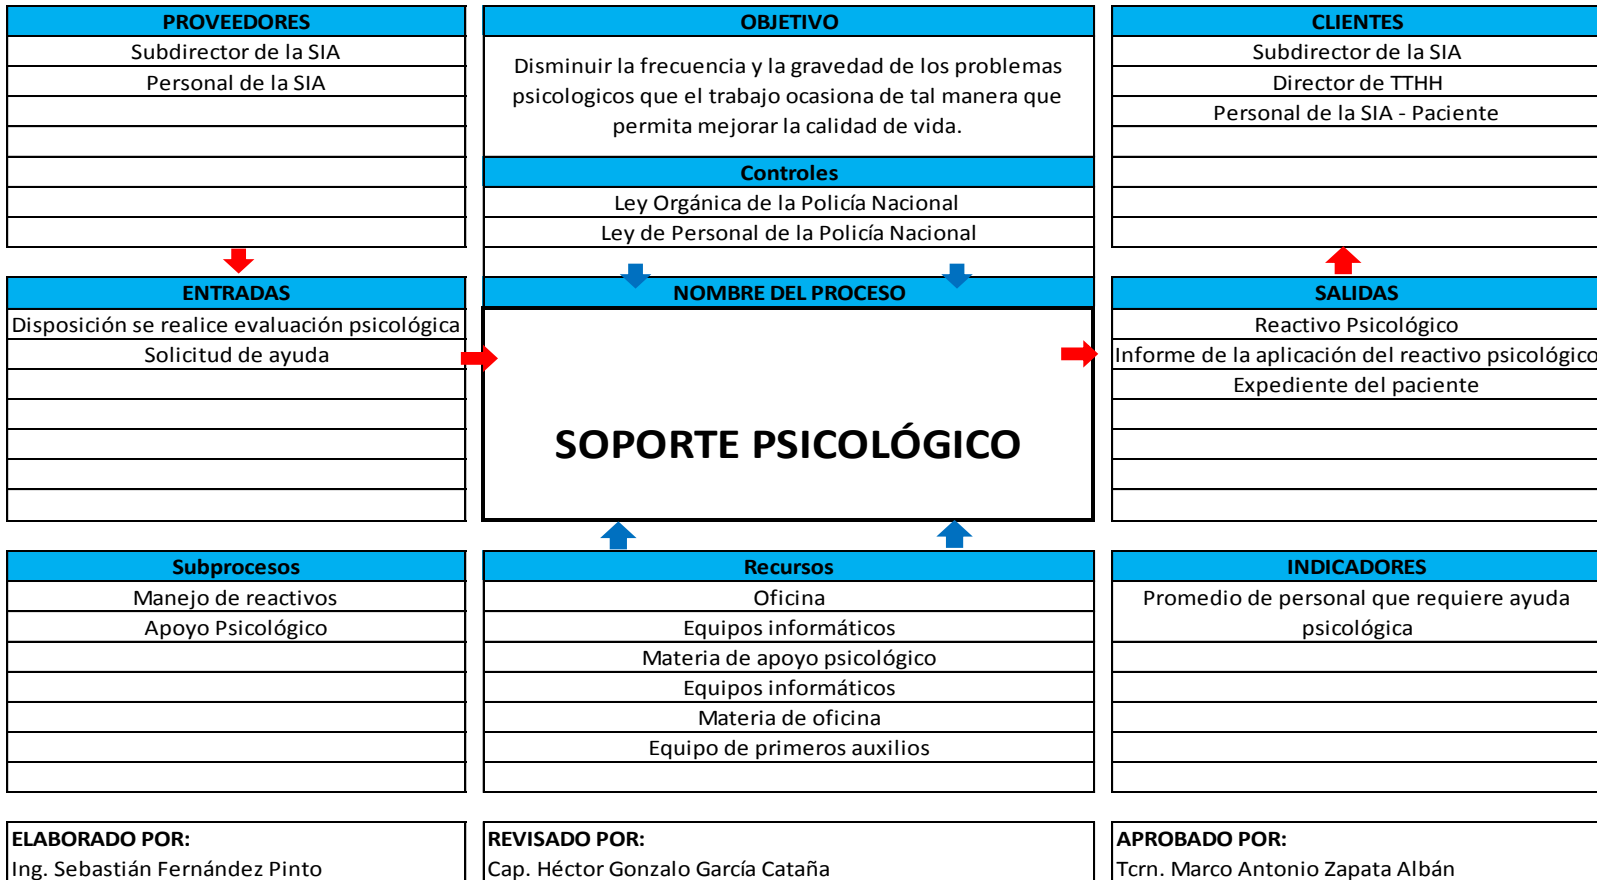 PROVEEDORES
Subdirector de la SIA
Personal de la SIA
OBJETIVO
Disminuir la frecuencia y la gravedad de los problemas
psicologicos que el trabajo ocasiona de tal manera que
permita mejorar la calidad de vida.
Controles
Ley Orgánica de la Policía Nacional
Ley de Personal de la Policía Nacional
CLIENTES
Subdirector de la SIA
Director de TTHH
Personal de la SIA - Paciente
ENTRADAS
Disposición se realice evaluación psicológica
Solicitud de ayuda
NOMBRE DEL PROCESO
SOPORTE PSICOLÓGICO
SALIDAS
Reactivo Psicológico
Informe de la aplicación del reactivo psicológico
Expediente del paciente
Subprocesos
Manejo de reactivos
Apoyo Psicológico
Recursos
Oficina
Equipos informáticos
Materia de apoyo psicológico
Equipos informáticos
Materia de oficina
Equipo de primeros auxilios
INDICADORES
Promedio de personal que requiere ayuda
psicológica
ELABORADO POR:
Ing. Sebastián Fernández Pinto
REVISADO POR:
Cap. Héctor Gonzalo García Cataña
APROBADO POR:
Tcrn. Marco Antonio Zapata Albán